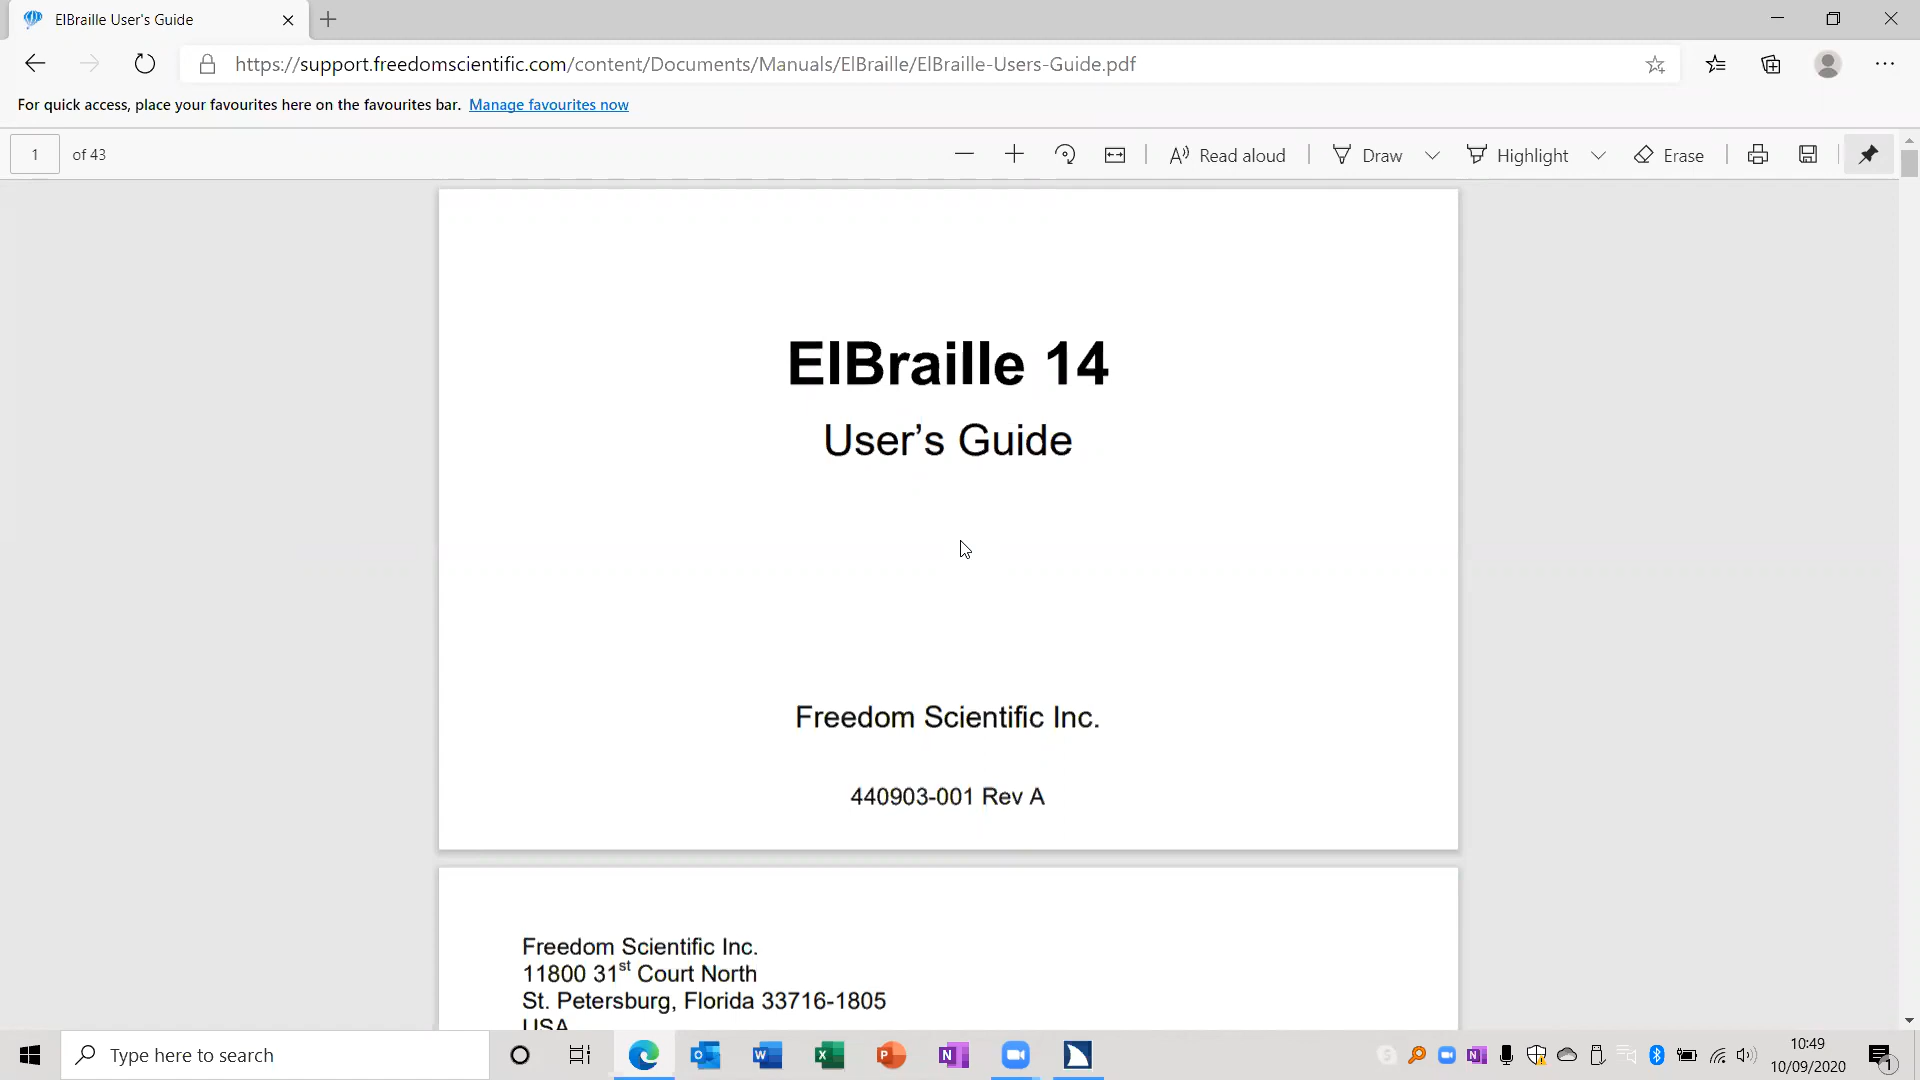 ElBraille User's Guide
https://support.freedomscientific.com/content/Documents/Manuals/ElBraille/ElBraille-Users-Guide.pdf
For quick access, place your favourites here on the favourites bar. Manage favourites now
1 of 43
Read aloud
Draw
Highlight
Erase
ElBraille 14
User’s Guide
Freedom Scientific Inc.
440903-001 Rev A
Freedom Scientific Inc.
11800 31st Court North
St. Petersburg, Florida 33716-1805
USA
Type here to search
10:49
10/09/2020
1